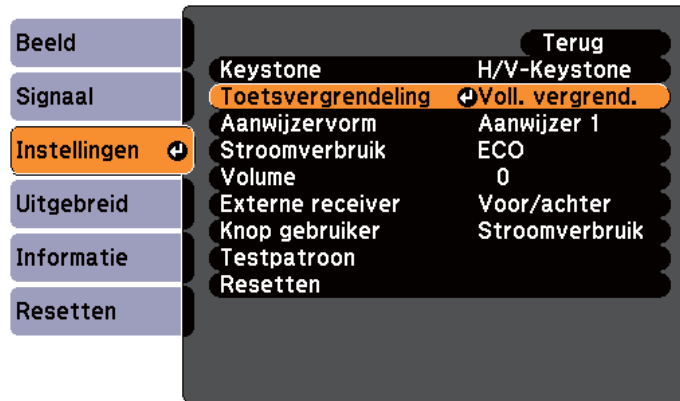 Beeld
Signaal
Instellingen
Uitgebreid
Informatie
Resetten
Terug
Keystone H/V-Keystone
Toetsvergrendeling Voll. vergrend.
Aanwijzervorm Aanwijzer 1
Stroomverbruik ECO
Volume 0
Externe receiver Voor/achter
Knop gebruiker Stroomverbruik
Testpatroon
Resetten